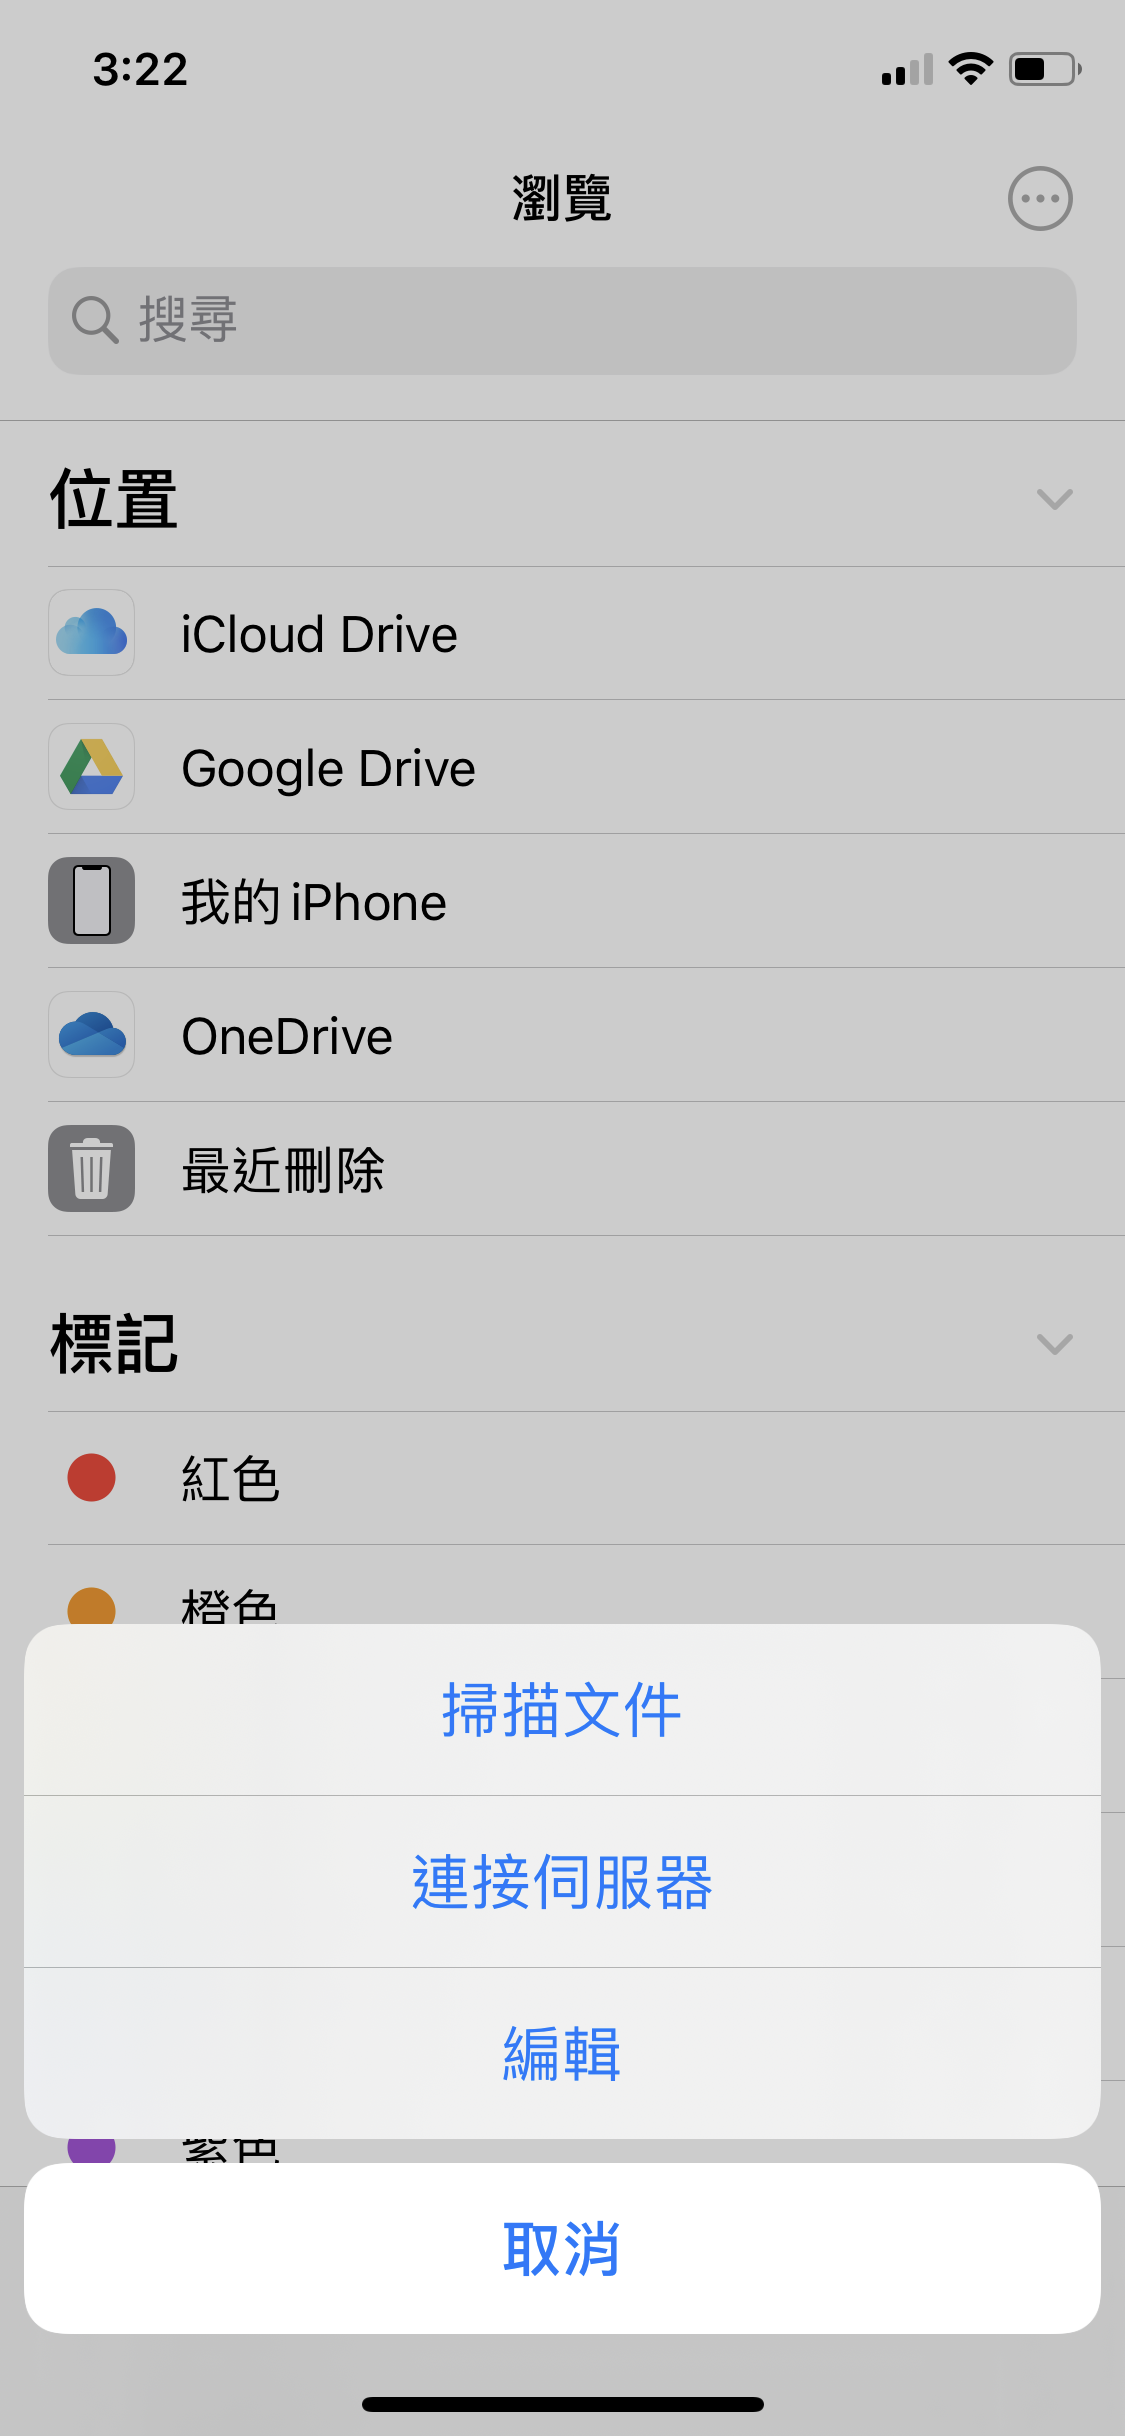 3:22
瀏覽
搜尋
位置
iCloud Drive
Google Drive
我的 iPhone
OneDrive
最近刪除
標記
紅色
橙色
掃描文件
連接伺服器
編輯
紫色
取消